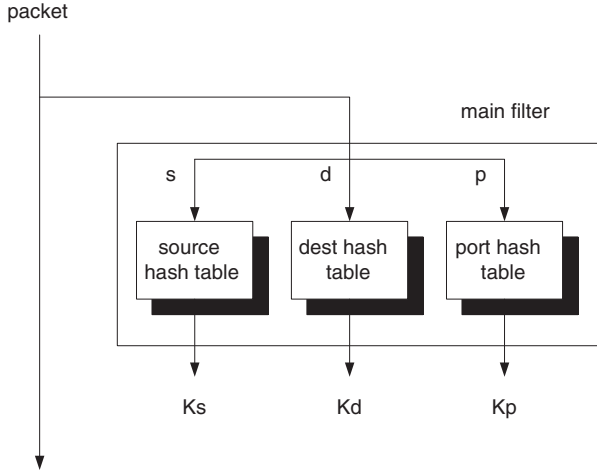 packet
main filter
s
d
p
source
hash table
dest hash
table
port hash
table
Ks
Kd
Kp